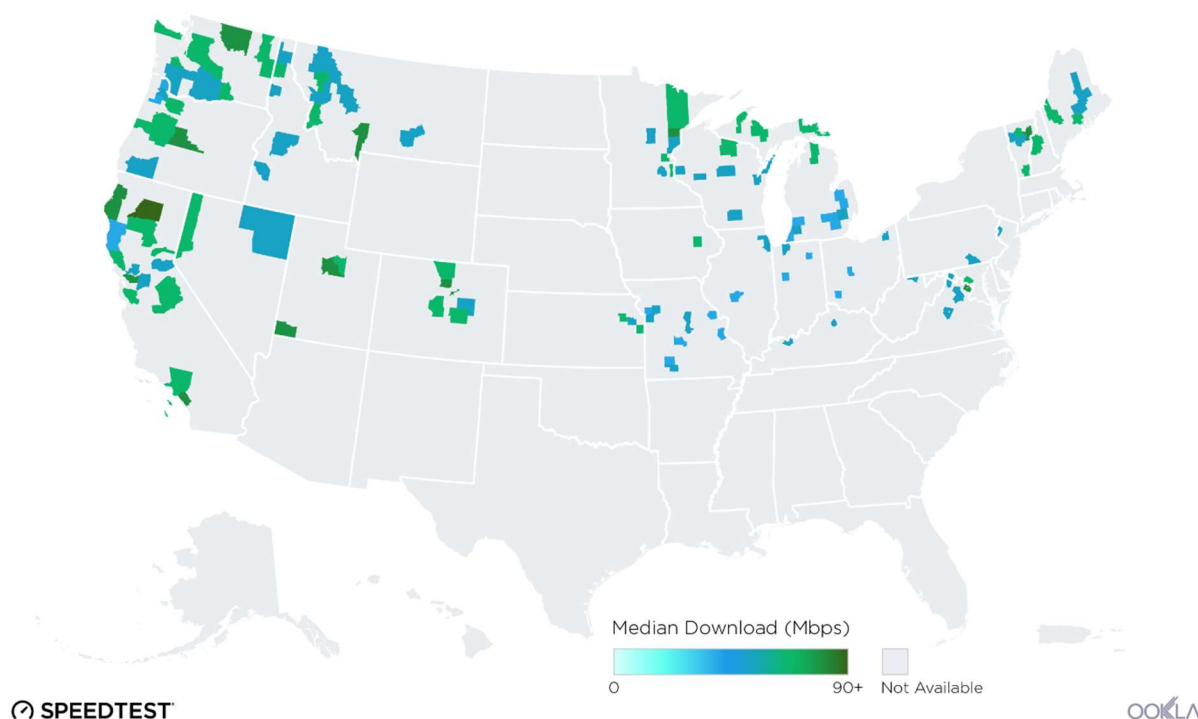 Median Download (Mbps)
0
90+
Not Available
SPEEDTEST
OOKLA